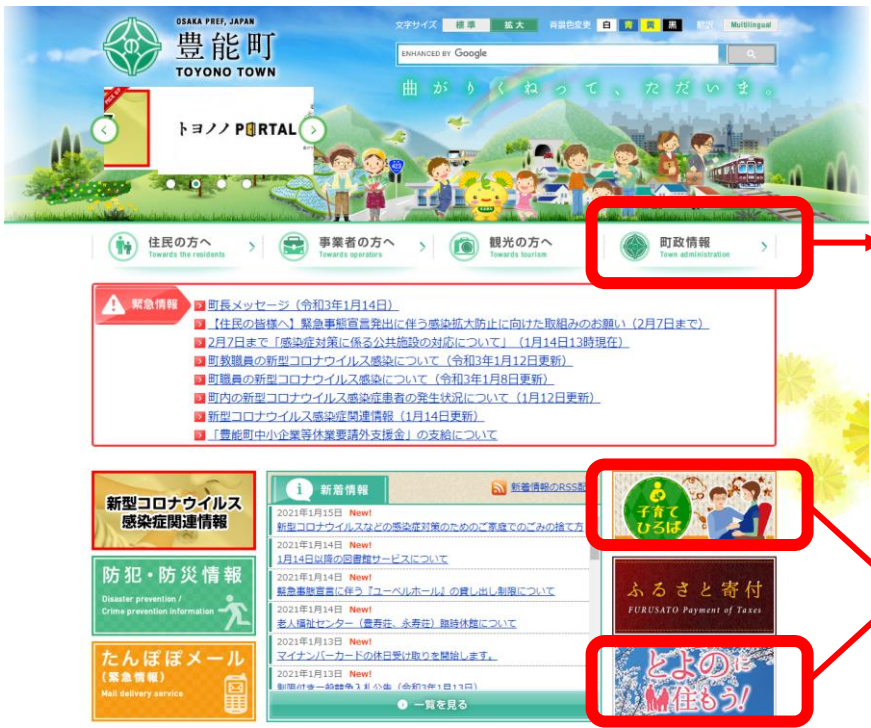 OSAKA PREF, JAPAN
豊能町
TOYONO TOWN
文字サイズ 標準 拡大 背景色変更 白 青 黄 黒 翻訳 Multilingual
ENHANCED BY Google
曲がりくねって、ただいま。
PICK UP
トヨノノ PORTAL
住民の方へ
Towards the residents
事業者の方へ
Towards operators
観光の方へ
Towards tourism
町政情報
Town administration
緊急情報
町長メッセージ（令和3年1月14日）
【住民の皆様へ】緊急事態宣言発出に伴う感染拡大防止に向けた取組みのお願い（2月7日まで）
2月7日まで「感染症対策に係る公共施設の対応について」（1月14日13時現在）
町教職員の新型コロナウイルス感染について（令和3年1月12日更新）
町職員の新型コロナウイルス感染について（令和3年1月8日更新）
町内の新型コロナウイルス感染症患者の発生状況について（1月12日更新）
新型コロナウイルス感染症関連情報（1月14日更新）
「豊能町中小企業等休業要請外支援金」の支給について
新型コロナウイルス
感染症関連情報
防犯・防災情報
Disaster prevention /
Crime prevention information
たんぽぽメール
（緊急情報）
Mail delivery service
新着情報
新着情報のRSS配
2021年1月15日 New!
新型コロナウイルスなどの感染症対策のためのご家庭でのごみの捨て方
2021年1月14日 New!
1月14日以降の図書館サービスについて
2021年1月14日 New!
緊急事態宣言に伴う『ユーベルホール』の貸し出し制限について
2021年1月14日 New!
老人福祉センター（豊寿荘、永寿荘）臨時休館について
2021年1月13日 New!
マイナンバーカードの休日受け取りを開始します。
2021年1月13日 New!
制限付き一般競争入札公告（令和3年1月13日）
一覧を見る
子育て
ひろば
ふるさと寄付
FURUSATO Payment of Taxes
とよのに
住もう!